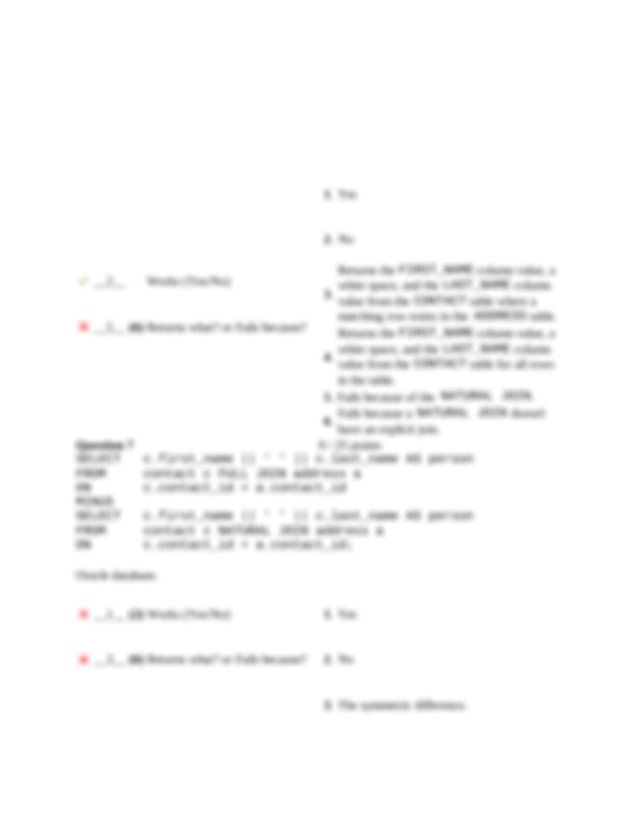 1. Yes
2. No
__2__ Works (Yes/No)
Returns the FIRST_NAME column value, a
white space, and the LAST_NAME column
3. value from the CONTACT table where a
matching row exists in the ADDRESS table.
(6) Returns what? or Fails because?
Returns the FIRST_NAME column value, a
white space, and the LAST_NAME column
4. value from the CONTACT table for all rows
in the table.
5. Fails because of the NATURAL JOIN.
6. Fails because a NATURAL JOIN doesn't
have an explicit join.
Question 7 0 / 25 points
SELECT c.first_name || ' ' || c.last_name AS person
FROM contact c FULL JOIN address a
ON c.contact_id = a.contact_id
MINUS
SELECT c.first_name || ' ' || c.last_name AS person
FROM contact c NATURAL JOIN address a
ON c.contact_id = a.contact_id;
Oracle database.
__1__ (2) Works (Yes/No) 1. Yes
(6) Returns what? or Fails because? 2. No
3. The symmetric difference.